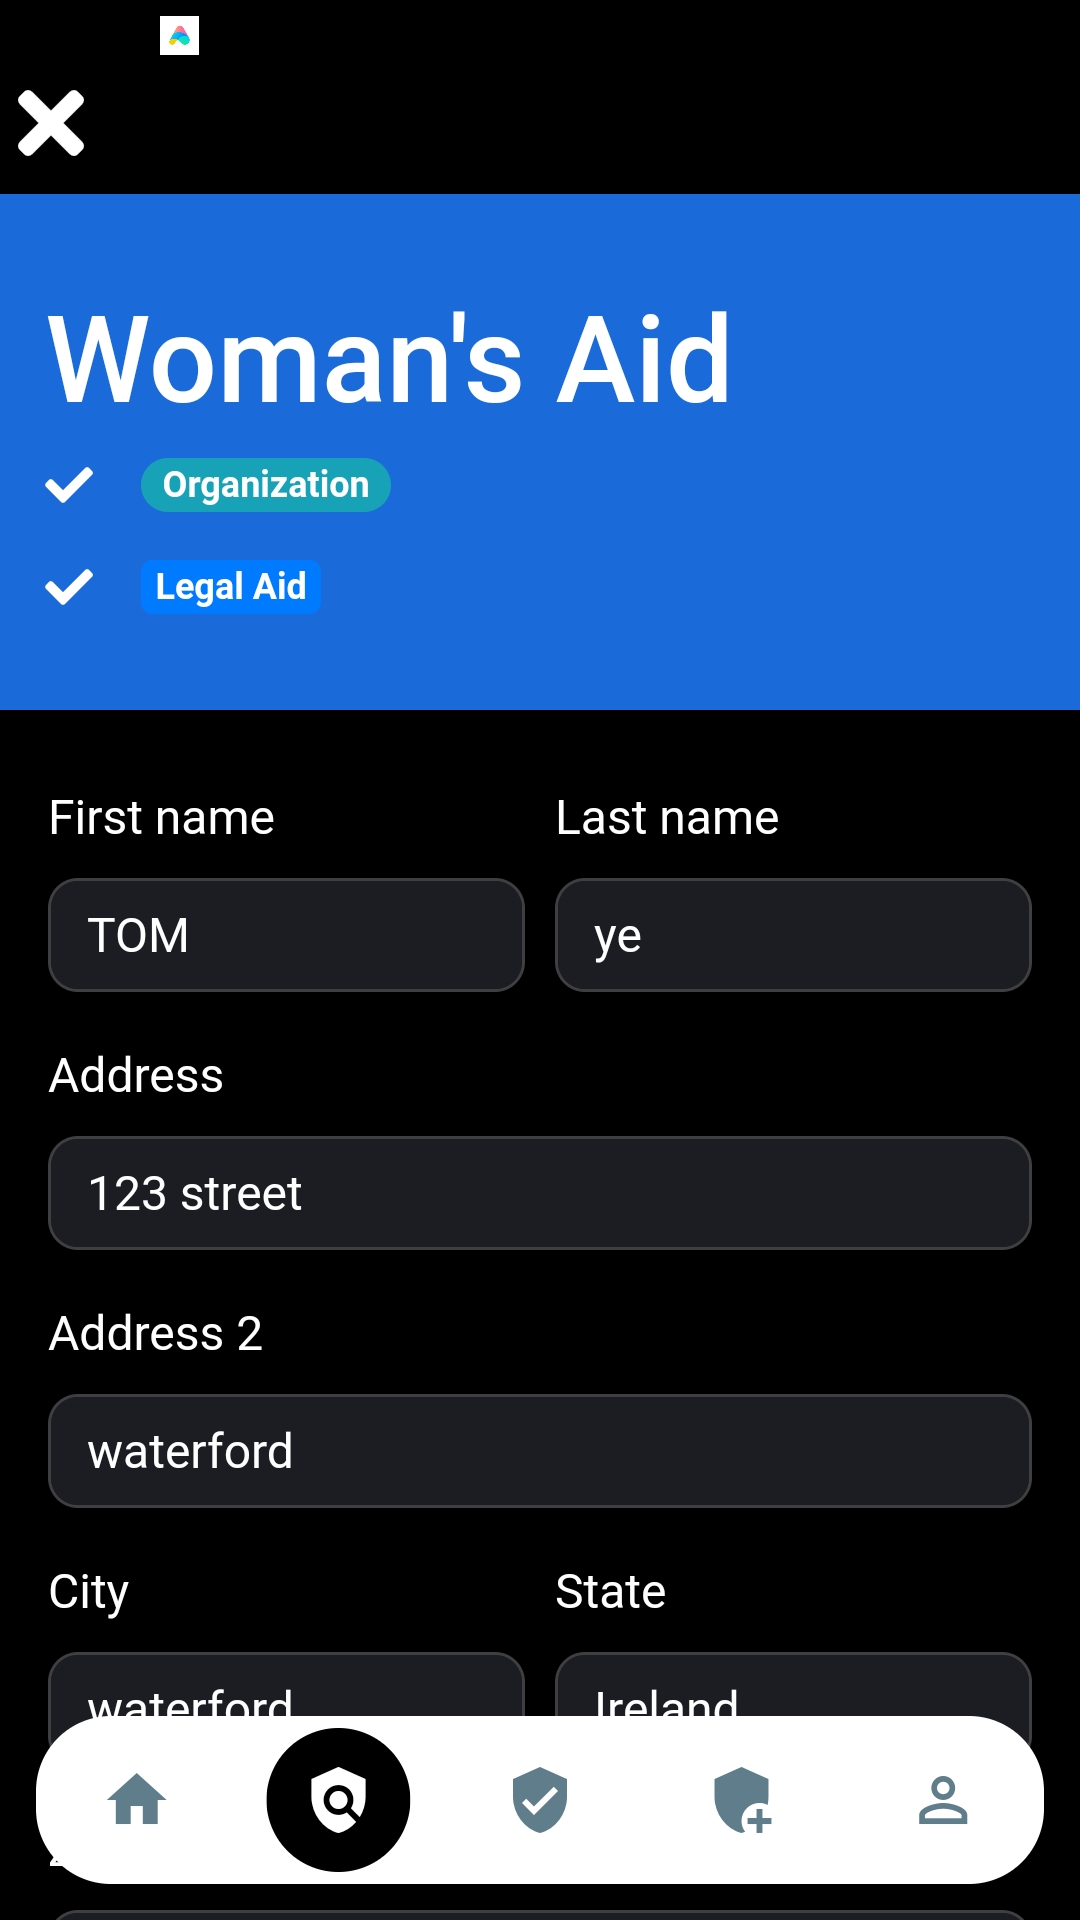 Woman's Aid
Organization
Legal Aid
First name Last name
TOM ye
Address
123 street
Address 2
waterford
City State
waterford Ireland